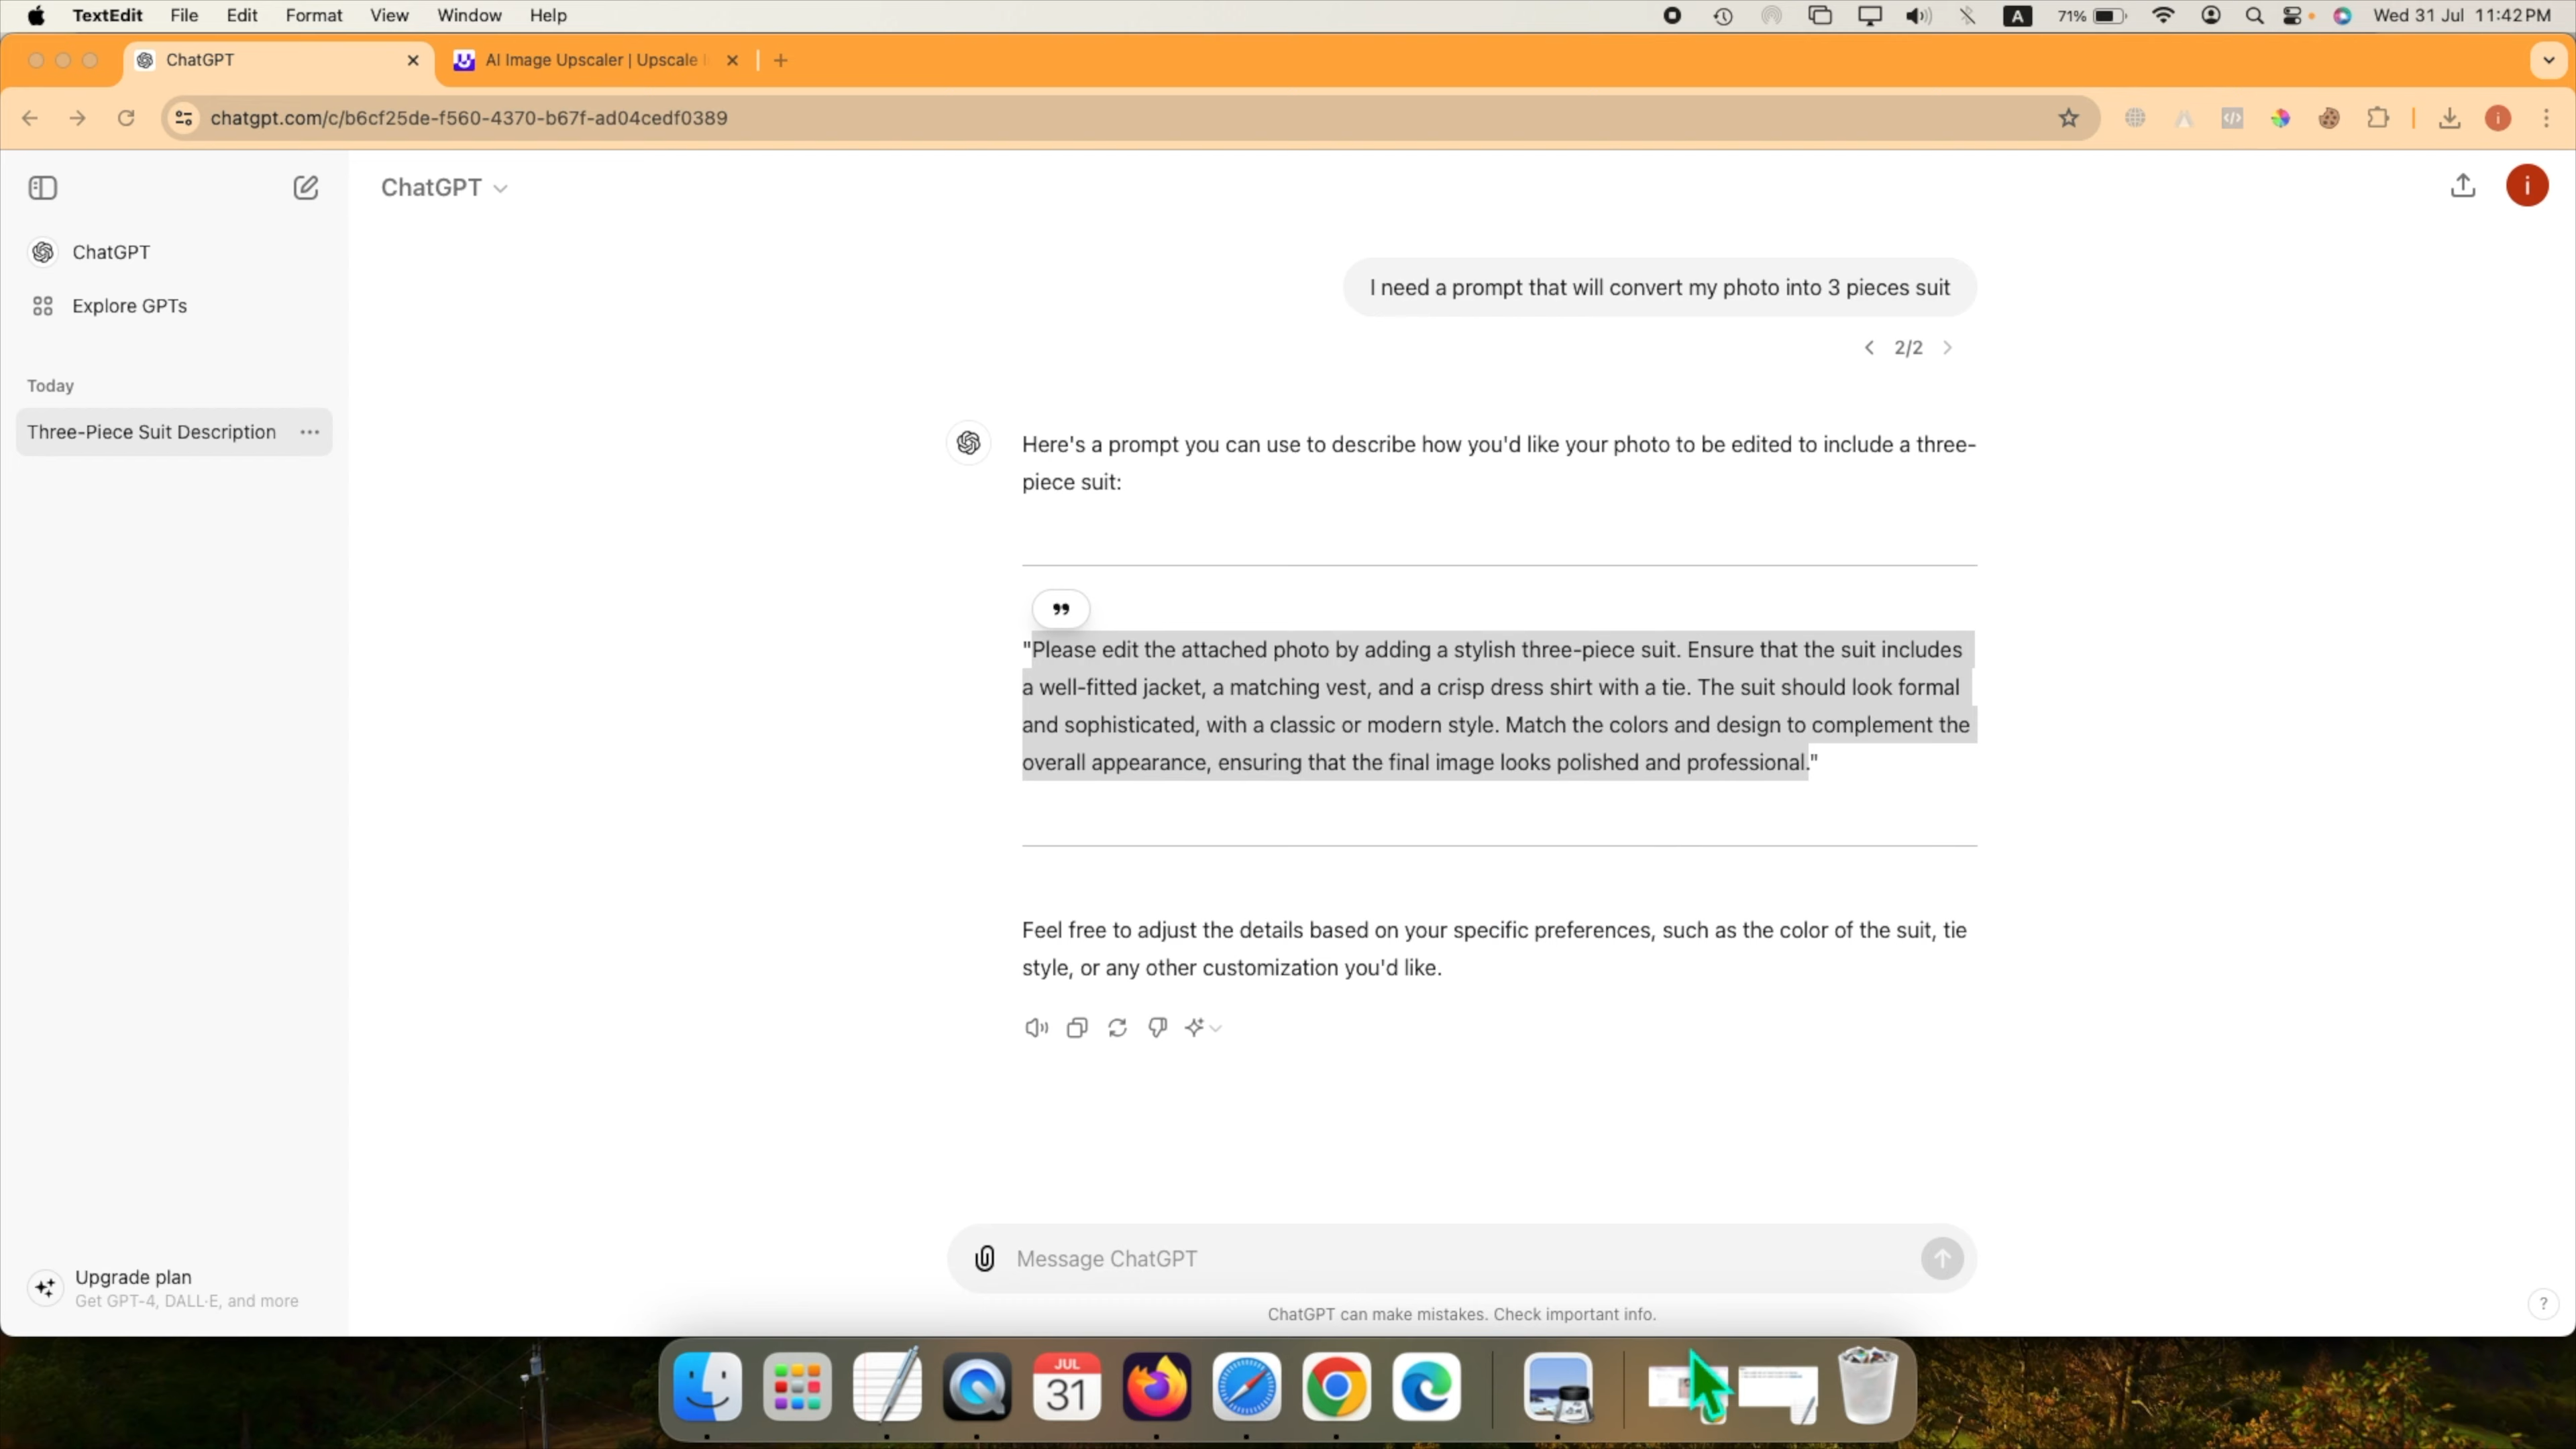 TextEdit File Edit Format View Window Help A 71% Wed 31 Jul 11:42 PM
ChatGPT AI Image Upscaler | Upscale
chatgpt.com/c/b6cf25de-f560-4370-b67f-ad04cedf0389 i
ChatGPT i
ChatGPT
Explore GPTs
Today
Three-Piece Suit Description
I need a prompt that will convert my photo into 3 pieces suit
2/2
Here's a prompt you can use to describe how you'd like your photo to be edited to include a three-
piece suit:
"Please edit the attached photo by adding a stylish three-piece suit. Ensure that the suit includes
a well-fitted jacket, a matching vest, and a crisp dress shirt with a tie. The suit should look formal
and sophisticated, with a classic or modern style. Match the colors and design to complement the
overall appearance, ensuring that the final image looks polished and professional."
Feel free to adjust the details based on your specific preferences, such as the color of the suit, tie
style, or any other customization you'd like.
Upgrade plan
Get GPT-4, DALL·E, and more
Message ChatGPT
ChatGPT can make mistakes. Check important info.
?
JUL
31